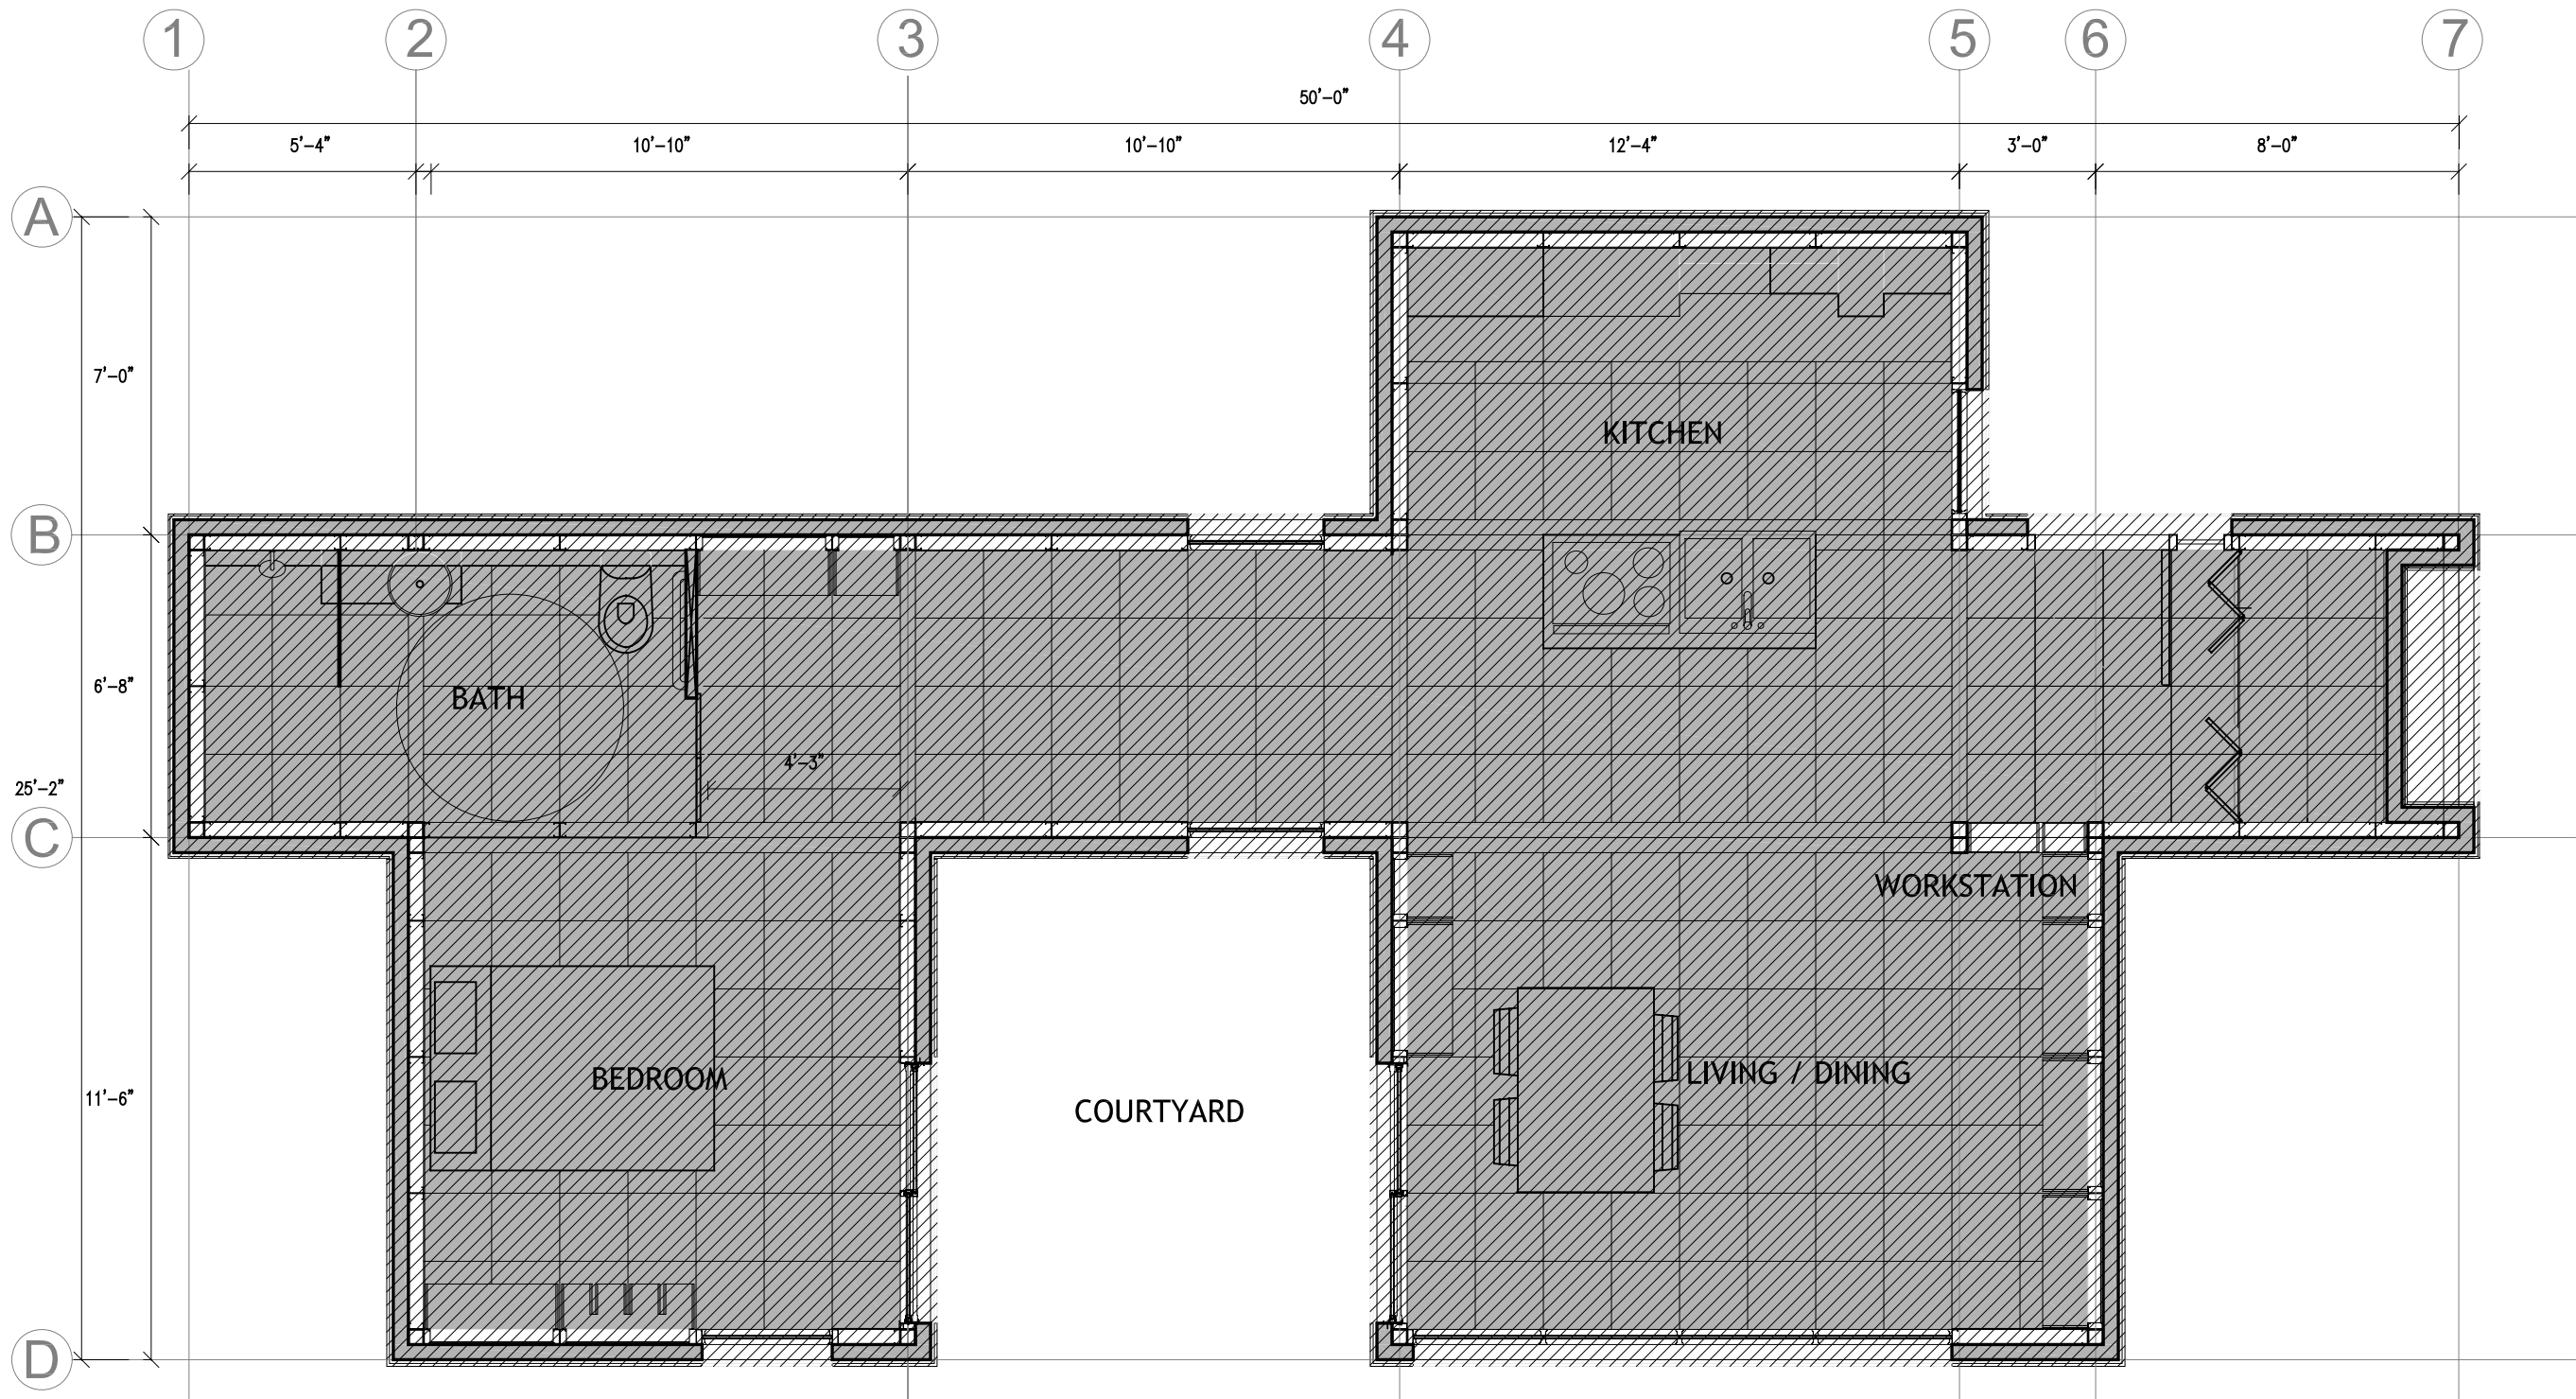 1 2 3 4 5 6 7
50'-0"
5'-4" 10'-10" 10'-10" 12'-4" 3'-0" 8'-0"
A
7'-0"
KITCHEN
B
6'-8"
BATH
4'-3"
25'-2"
C
WORKSTATION
BEDROOM
LIVING / DINING
11'-6"
COURTYARD
D